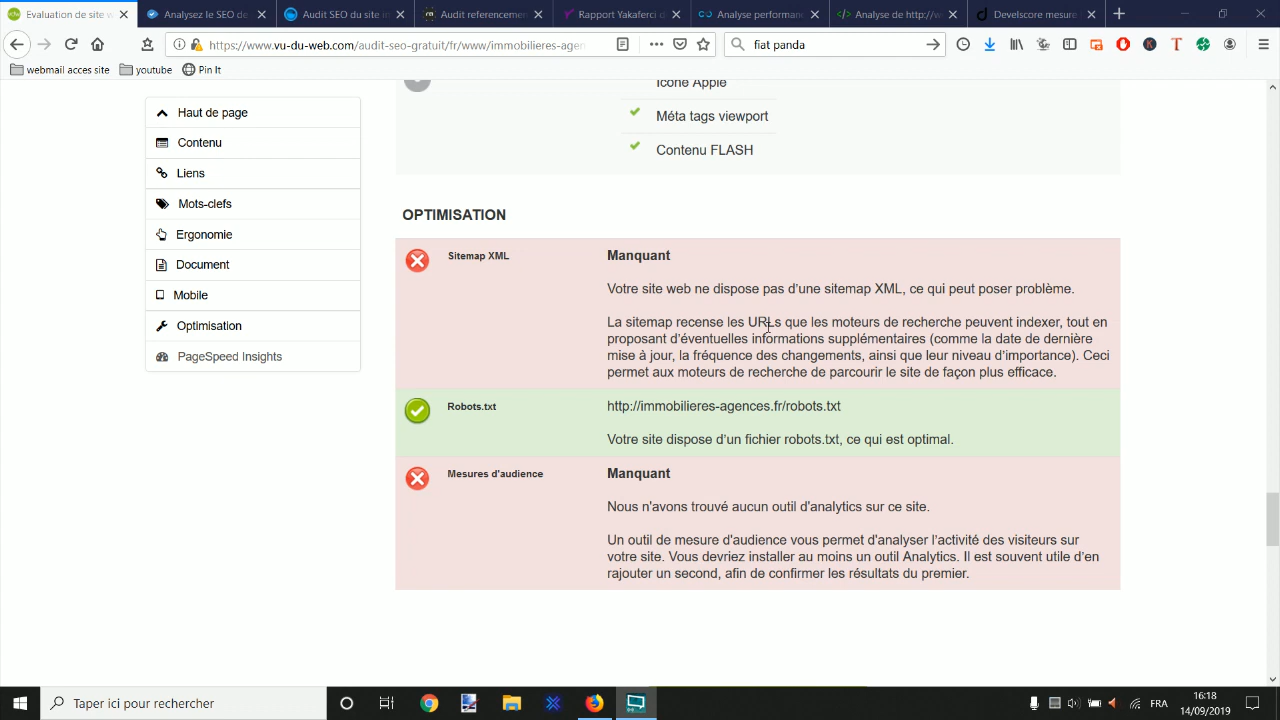 Evaluation de site w
Analysez le SEO de
Audit SEO du site in
Audit referenceme
Rapport Yakaferci d
Analyse performan
Analyse de http://w
Develscore mesure
https://www.vu-du-web.com/audit-seo-gratuit/fr/www/immobilieres-agen
fiat panda
webmail acces site
youtube
Pin It
Haut de page
Contenu
Liens
Mots-clefs
Ergonomie
Document
Mobile
Optimisation
PageSpeed Insights
Icone Apple
Méta tags viewport
Contenu FLASH
OPTIMISATION
Sitemap XML
Manquant
Votre site web ne dispose pas d'une sitemap XML, ce qui peut poser problème.
La sitemap recense les URLs que les moteurs de recherche peuvent indexer, tout en
proposant d'éventuelles informations supplémentaires (comme la date de dernière
mise à jour, la fréquence des changements, ainsi que leur niveau d'importance). Ceci
permet aux moteurs de recherche de parcourir le site de façon plus efficace.
Robots.txt
http://immobilieres-agences.fr/robots.txt
Votre site dispose d'un fichier robots.txt, ce qui est optimal.
Mesures d'audience
Manquant
Nous n'avons trouvé aucun outil d'analytics sur ce site.
Un outil de mesure d'audience vous permet d'analyser l'activité des visiteurs sur
votre site. Vous devriez installer au moins un outil Analytics. Il est souvent utile d'en
rajouter un second, afin de confirmer les résultats du premier.
Taper ici pour rechercher
FRA
16:18
14/09/2019